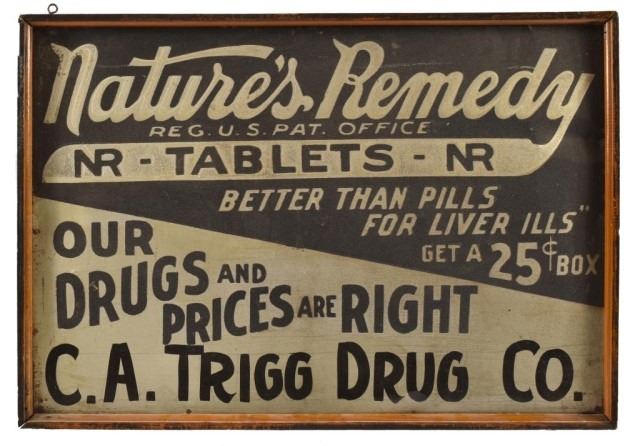 Nature's Remedy
REG. U.S. PAT. OFFICE
NR - TABLETS - NR
BETTER THAN PILLS
FOR LIVER ILLS"
GET A 25¢ BOX
OUR
DRUGS AND
PRICES ARE RIGHT
C.A. TRIGG DRUG CO.